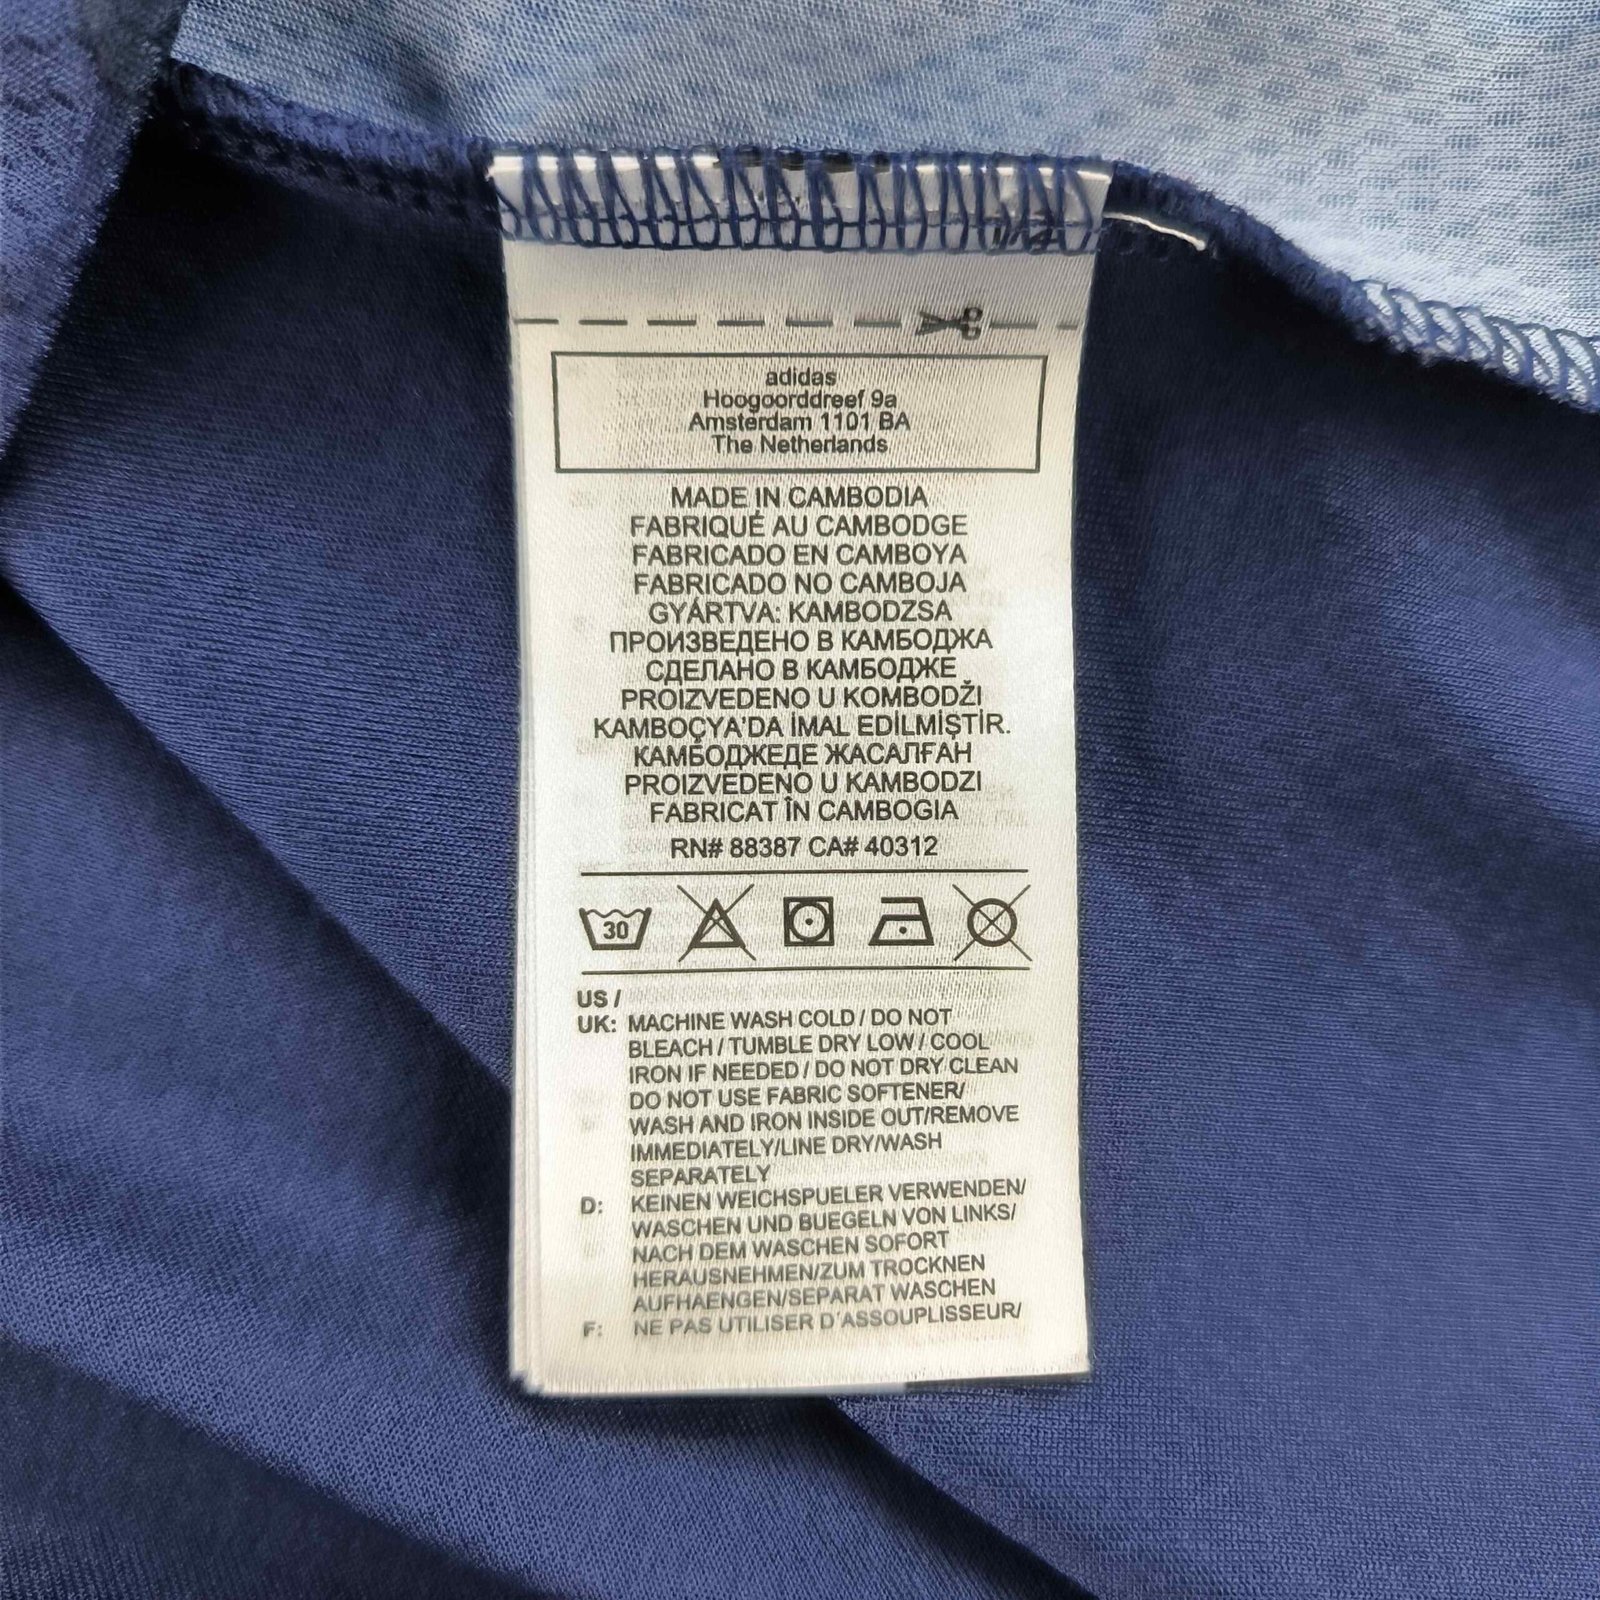 adidas
Hoogoorddreef 9a
Amsterdam 1101 BA
The Netherlands
MADE IN CAMBODIA
FABRIQUÉ AU CAMBODGE
FABRICADO EN CAMBOYA
FABRICADO NO CAMBOJA
GYÁRTVA: KAMBODZSA
ПРОИЗВЕДЕНО В КАМБОДЖА
СДЕЛАНО В КАМБОДЖЕ
PROIZVEDENO U KOMBODŽI
KAMBOÇYA'DA İMAL EDİLMİŞTİR.
КАМБОДЖЕДЕ ЖАСАЛҒАН
PROIZVEDENO U KAMBODZI
FABRICAT ÎN CAMBOGIA
RN# 88387 CA# 40312
30
US /
UK: MACHINE WASH COLD / DO NOT
BLEACH / TUMBLE DRY LOW / COOL
IRON IF NEEDED / DO NOT DRY CLEAN
DO NOT USE FABRIC SOFTENER/
WASH AND IRON INSIDE OUT/REMOVE
IMMEDIATELY/LINE DRY/WASH
SEPARATELY
D: KEINEN WEICHSPUELER VERWENDEN/
WASCHEN UND BUEGELN VON LINKS/
NACH DEM WASCHEN SOFORT
HERAUSNEHMEN/ZUM TROCKNEN
AUFHAENGEN/SEPARAT WASCHEN
F: NE PAS UTILISER D'ASSOUPLISSEUR/